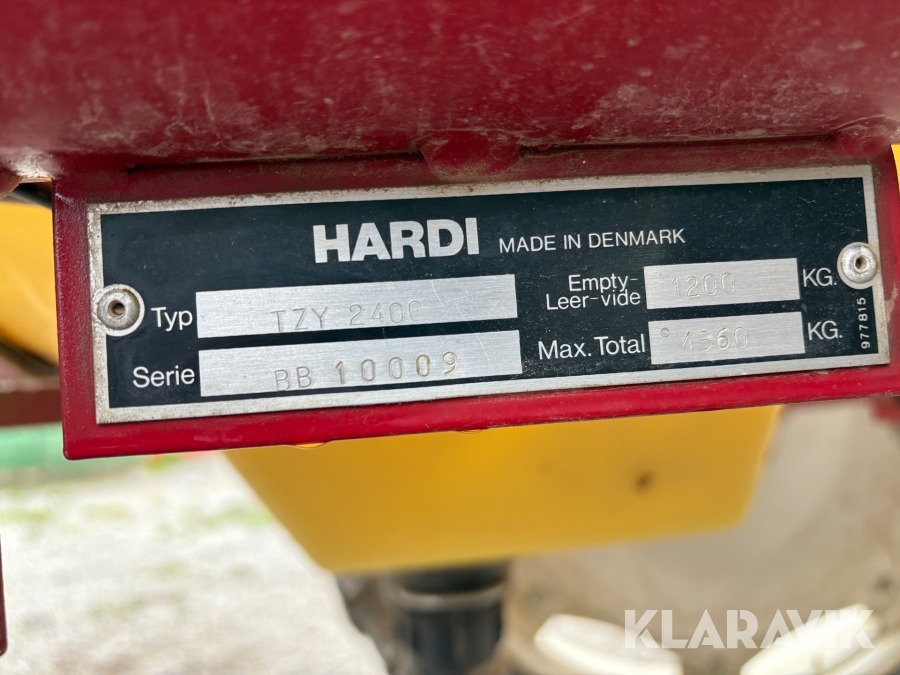 HARDI MADE IN DENMARK
Typ TZY 2400
Serie BB 10009
Empty-
Leer-vide 1200 KG.
Max. Total 4360 KG.
977815
KLARAVIK